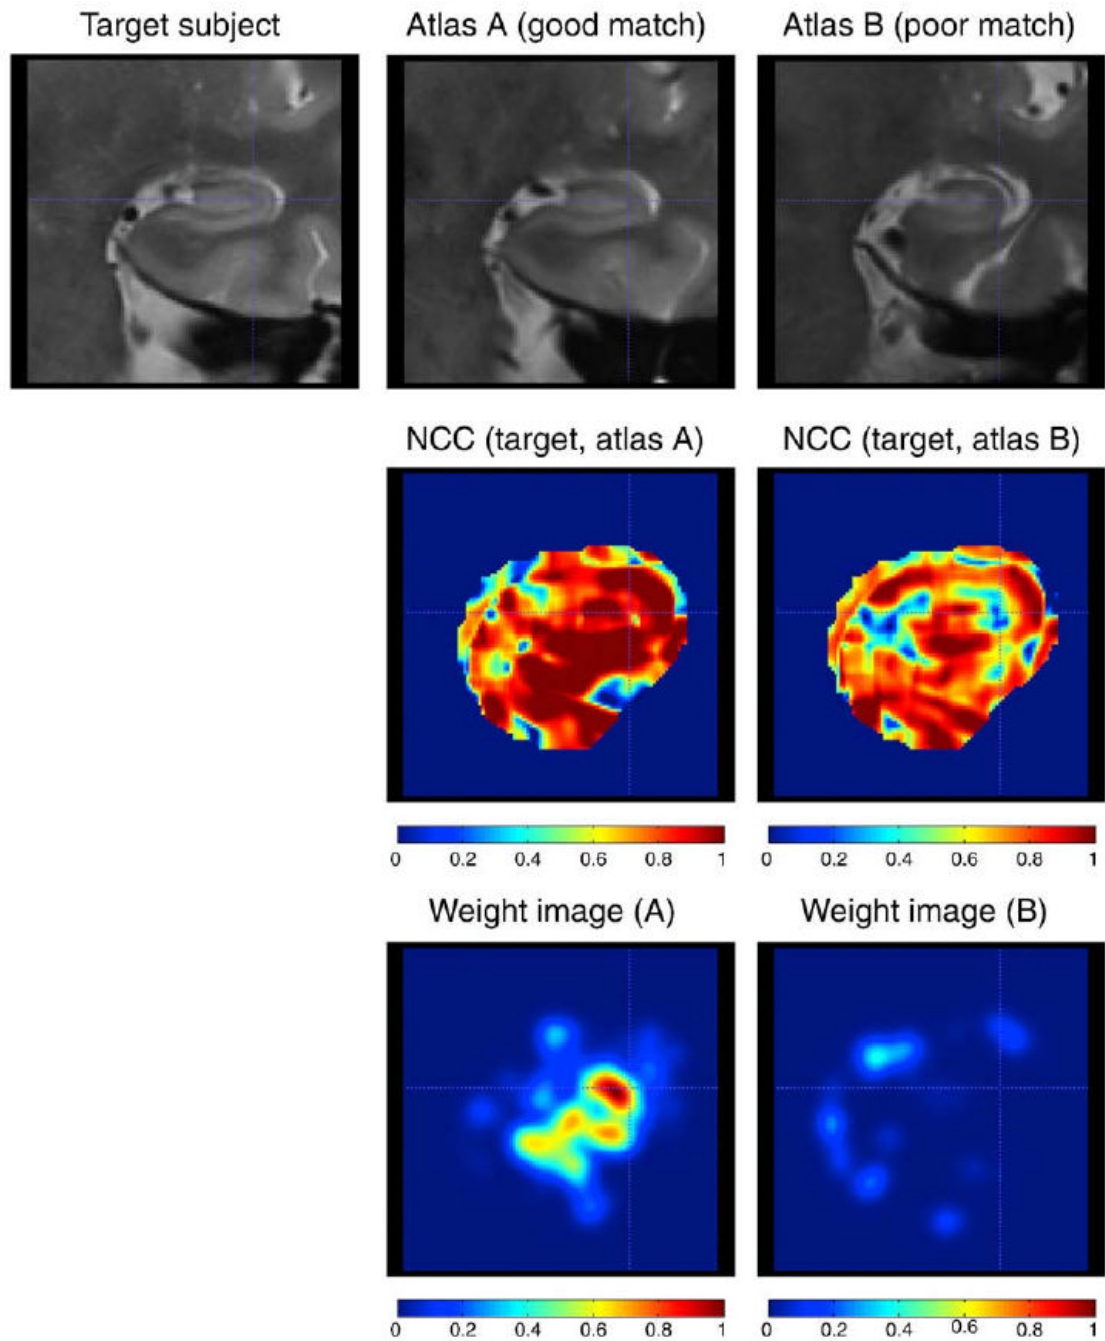 Target subject
Atlas A (good match)
Atlas B (poor match)
NCC (target, atlas A)
NCC (target, atlas B)
0 0.2 0.4 0.6 0.8 1
0 0.2 0.4 0.6 0.8 1
Weight image (A)
Weight image (B)
0 0.2 0.4 0.6 0.8 1
0 0.2 0.4 0.6 0.8 1